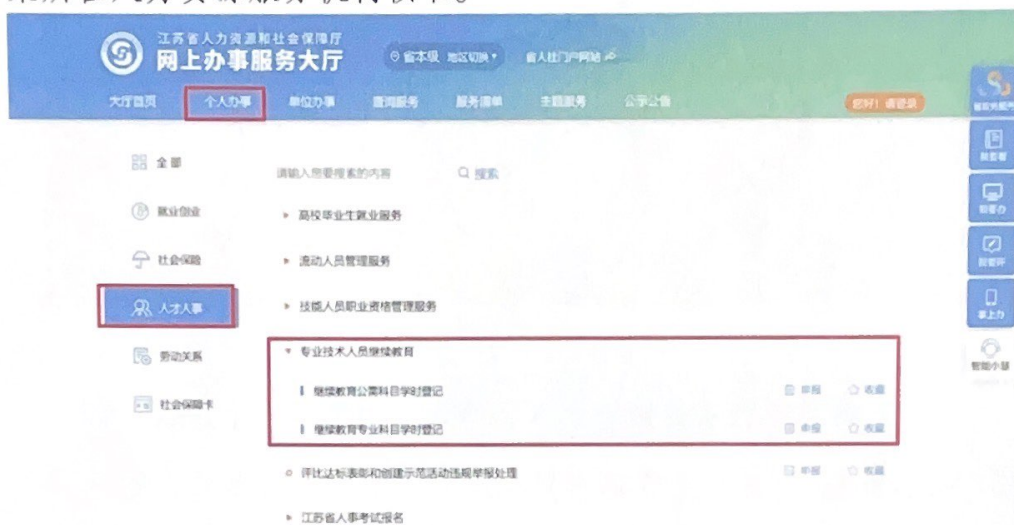 江苏省人力资源和社会保障厅
网上办事服务大厅
省本级 地区切换
省人社门户网站
大厅首页 个人办事 单位办事 查询服务 服务清单 主题服务 公示公告
您好！请登录
全部
请输入您要搜索的内容 搜索
就业创业
高校毕业生就业服务
社会保险
流动人员管理服务
人才人事
技能人员职业资格管理服务
专业技术人员继续教育
劳动关系
继续教育公需科目学时登记 申报 收藏
社会保障卡
继续教育专业科目学时登记 申报 收藏
评比达标表彰和创建示范活动违规举报处理 申报 收藏
江苏省人事考试报名
我要看
我要办
我要评
掌上办
智能小慧